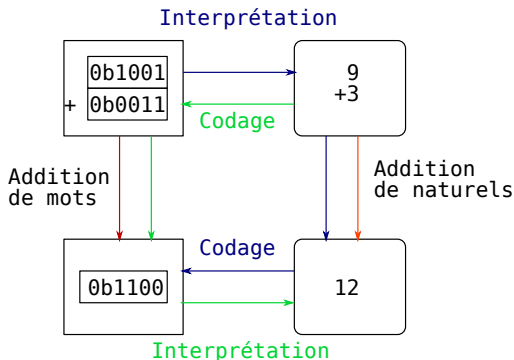 Interprétation
0b1001
+ 0b0011
9
+3
Codage
Addition
de mots
Addition
de naturels
Codage
0b1100
12
Interprétation